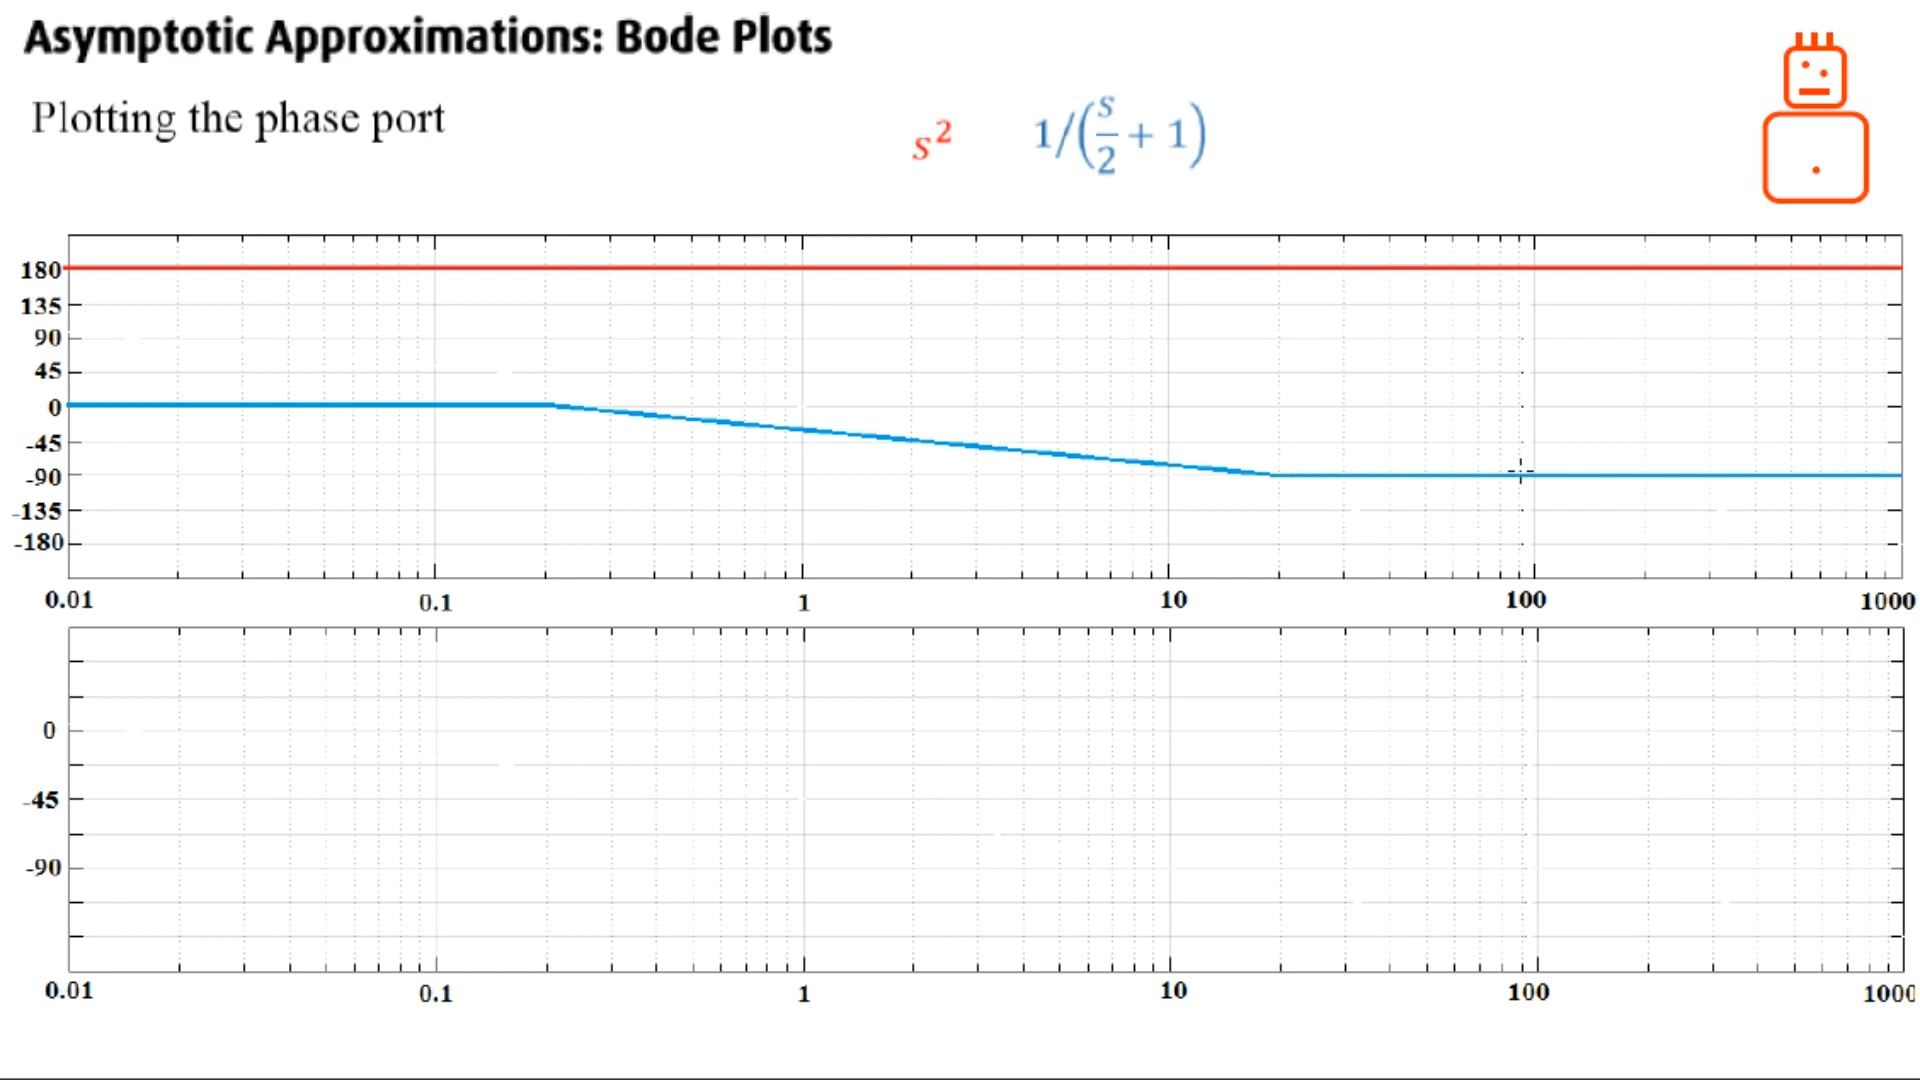 Asymptotic Approximations: Bode Plots
Plotting the phase port
s² 1/(s/2 + 1)
180
135
90
45
0
-45
-90
-135
-180
0.01 0.1 1 10 100 1000
0
-45
-90
0.01 0.1 1 10 100 1000